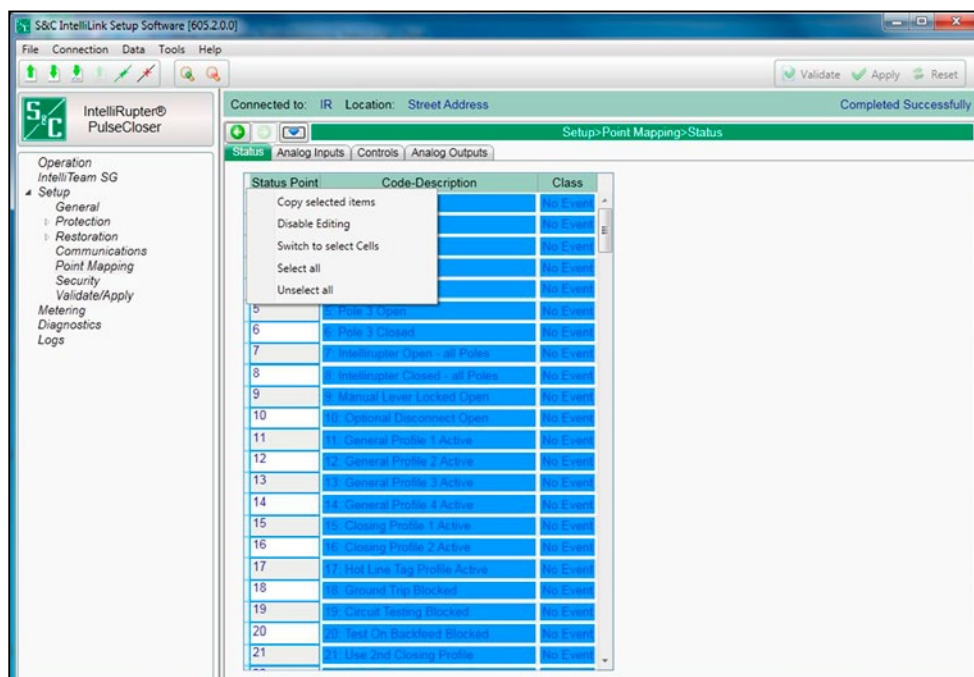 S&C IntelliLink Setup Software [605.2.0.0]
File Connection Data Tools Help
Validate Apply Reset
S&C
IntelliRupter®
PulseCloser
Connected to: IR Location: Street Address Completed Successfully
Setup>Point Mapping>Status
Status Analog Inputs Controls Analog Outputs
Operation
IntelliTeam SG
Setup
General
Protection
Restoration
Communications
Point Mapping
Security
Validate/Apply
Metering
Diagnostics
Logs
Status Point Code-Description Class
Copy selected items
Disable Editing
Switch to select Cells
Select all
Unselect all
No Event
No Event
No Event
No Event
No Event
5 5: Pole 3 Open No Event
6 6: Pole 3 Closed No Event
7 7: Intellirupter Open - all Poles No Event
8 8: Intellirupter Closed - all Poles No Event
9 9: Manual Lever Locked Open No Event
10 10: Optional Disconnect Open No Event
11 11: General Profile 1 Active No Event
12 12: General Profile 2 Active No Event
13 13: General Profile 3 Active No Event
14 14: General Profile 4 Active No Event
15 15: Closing Profile 1 Active No Event
16 16: Closing Profile 2 Active No Event
17 17: Hot Line Tag Profile Active No Event
18 18: Ground Trip Blocked No Event
19 19: Circuit Testing Blocked No Event
20 20: Test On Backfeed Blocked No Event
21 21: Use 2nd Closing Profile No Event